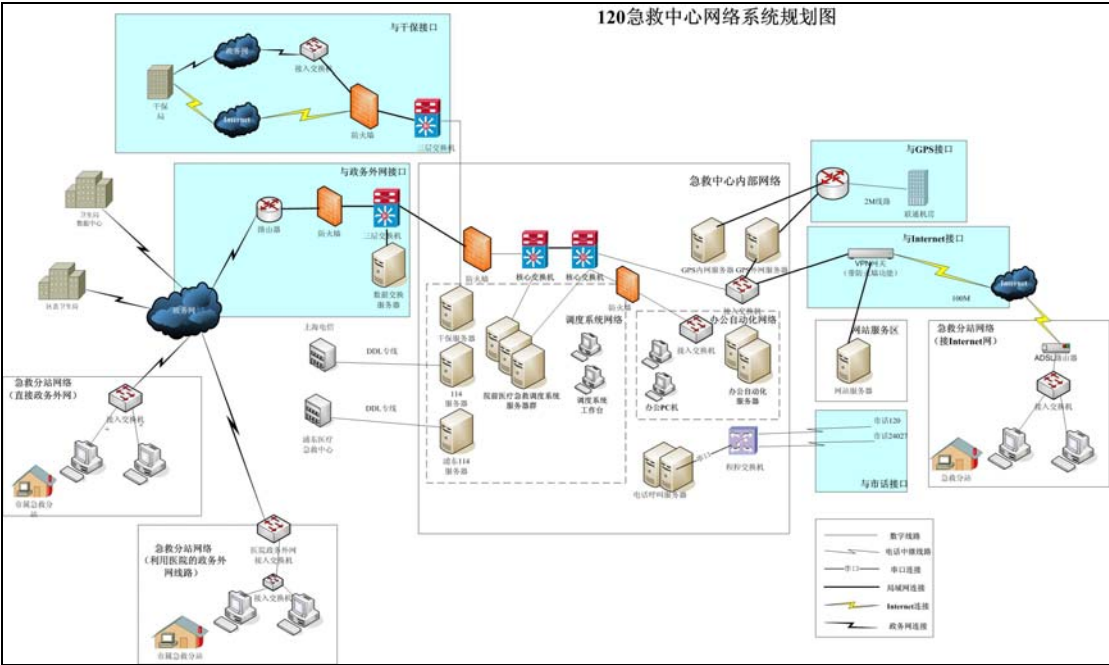 120急救中心网络系统规划图
与干保接口
政务网
接入交换机
干保
局
Internet
防火墙
三层交换机
与政务外网接口
路由器
防火墙
三层交换机
数据交换
服务器
卫生局
数据中心
政务网
急救中心内部网络
防火墙
核心交换机
核心交换机
防火墙
GPS内网服务器
GPS外网服务器
接入交换机
与GPS接口
2M线路
联通机房
与Internet接口
VPN网关
（带防火墙功能）
100M
Internet
调度系统网络
干保服务器
114
服务器
浦东114
服务器
院前医疗急救调度系统
服务器群
调度系统
工作台
办公自动化网络
接入交换机
办公PC机
办公自动化
服务器
网站服务区
网站服务器
急救分站网络
（接Internet网）
ADSL路由器
接入交换机
急救分站
上海电信
DDL专线
浦东医疗
急救中心
DDL专线
电话呼叫服务器
串口
程控交换机
市话120
市话24027
与市话接口
急救分站网络
（直接政务外网）
接入交换机
市属急救分
站
急救分站网络
（利用医院的政务外
网线路）
医院政务外网
接入交换机
接入交换机
市属急救分站
数字线路
电话中继线路
串口
串口连接
局域网连接
Internet连接
政务网连接